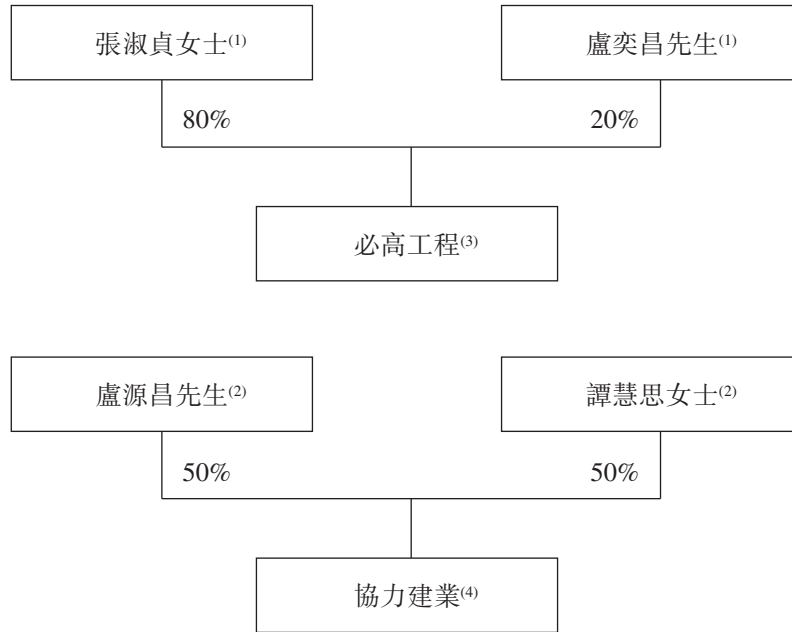 張淑貞女士(1)
盧奕昌先生(1)
80%
20%
必高工程(3)
盧源昌先生(2)
譚慧思女士(2)
50%
50%
協力建業(4)